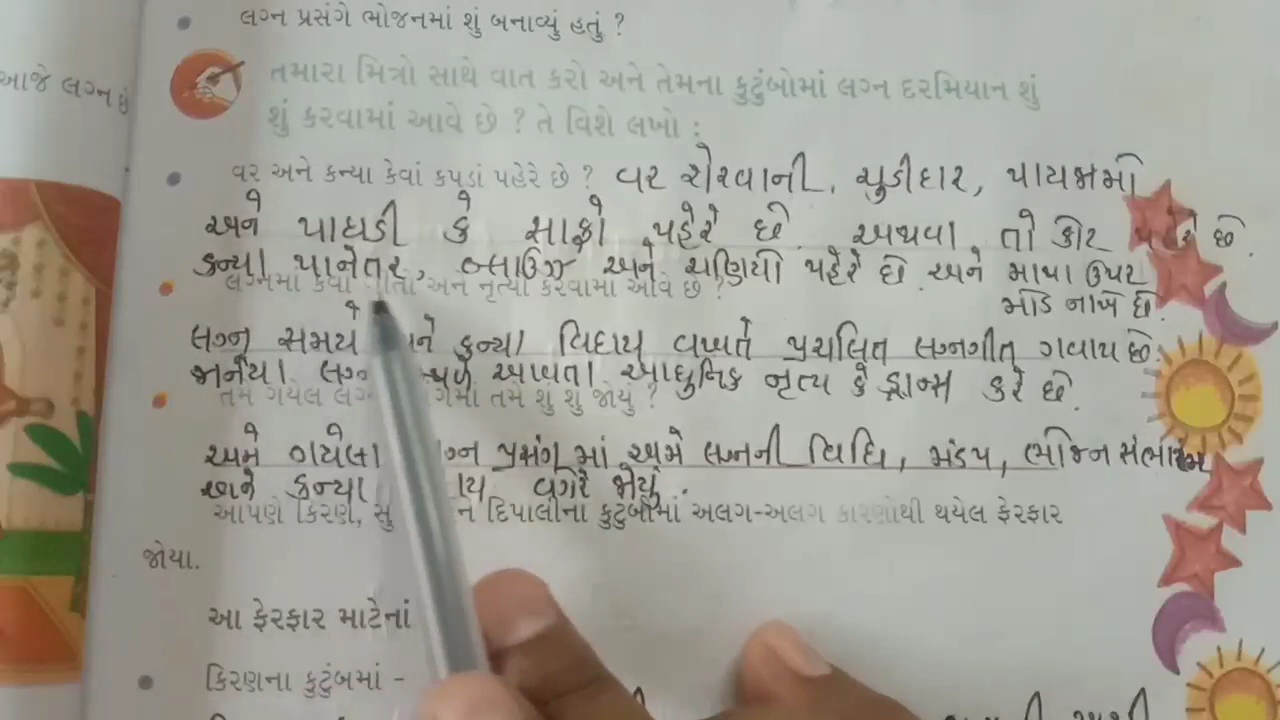 લગ્ન પ્રસંગે ભોજનમાં શું બનાવ્યું હતું ?
આજે લગ્ન છે
તમારા મિત્રો સાથે વાત કરો અને તેમના કુટુંબોમાં લગ્ન દરમિયાન શું
શું કરવામાં આવે છે ? તે વિશે લખો :
વર અને કન્યા કેવાં કપડાં પહેરે છે ? વર શેરવાની, ચુડીદાર, પાયજામો
અને પાઘડી કે સાફો પહેરે છે. અથવા તો કોટ પહેરે છે.
કન્યા પાનેતર, બ્લાઉઝ અને ચણિયો પહેરે છે. અને માથા ઉપર
મોડ નાખે છે.
લગ્નમાં કેવાં ગીતો અને નૃત્યો કરવામાં આવે છે ?
લગ્ન સમયે અને કન્યા વિદાય વખતે પ્રચલિત લગ્નગીત ગવાય છે.
જાનૈયા લગ્ન આવતા આધુનિક નૃત્ય કે ડાન્સ કરે છે.
તમે ગયેલ તમે શું શું જોયું ?
અમે ગયેલા લગ્ન પ્રસંગ માં અમે લગ્નની વિધિ, મંડપ,
અને કન્યા વગેરે જોયું.
આપણે કિરણ, દિપાલીના કુટુંબોમાં અલગ-અલગ કારણોથી થયેલ ફેરફાર
જોયા.
આ ફેરફાર માટેનાં
કિરણના કુટુંબમાં -